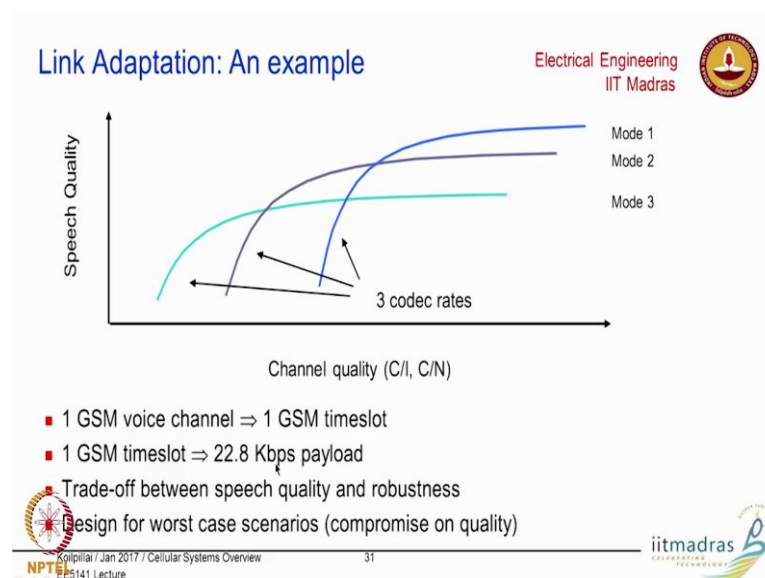 Link Adaptation: An example
Electrical Engineering
IIT Madras
Speech Quality
Mode 1
Mode 2
Mode 3
3 codec rates
Channel quality (C/I, C/N)
1 GSM voice channel ⇒ 1 GSM timeslot
1 GSM timeslot ⇒ 22.8 Kbps payload
Trade-off between speech quality and robustness
Design for worst case scenarios (compromise on quality)
Koilpillai / Jan 2017 / Cellular Systems Overview
31
EE5141 Lecture
NPTEL
iitmadras
CELEBRATING
TECHNOLOGY